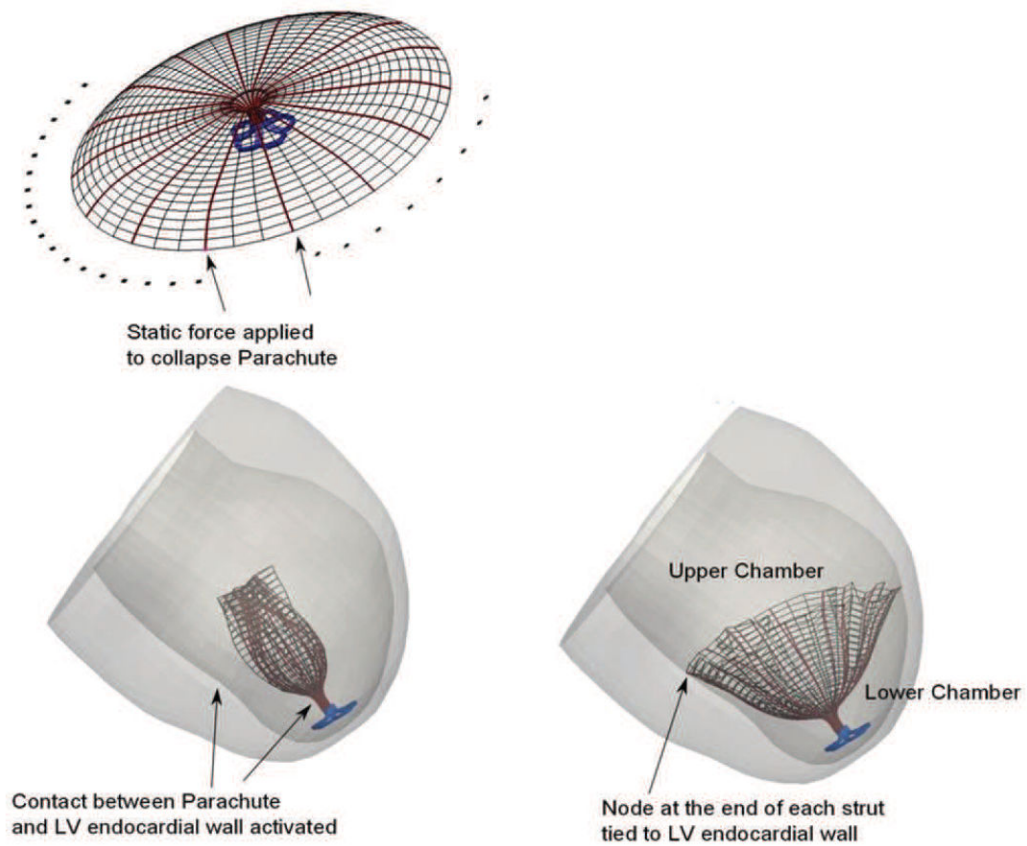 Static force applied
to collapse Parachute
Upper Chamber
Lower Chamber
Contact between Parachute
and LV endocardial wall activated
Node at the end of each strut
tied to LV endocardial wall